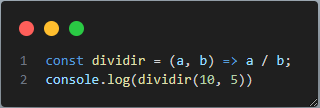 1 const dividir = (a, b) => a / b;
2 console.log(dividir(10, 5))